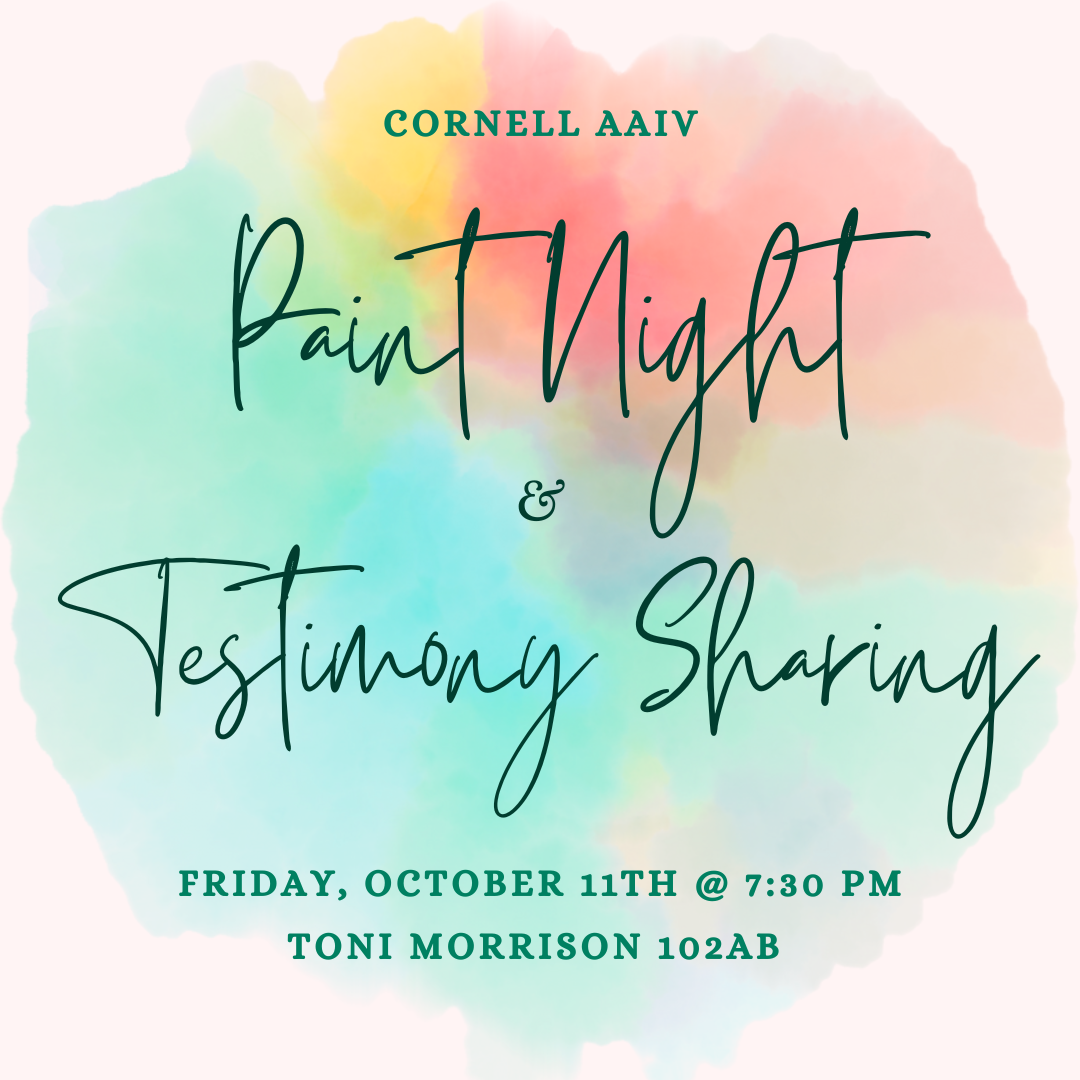 CORNELL AAIV
Paint Night
&
Testimony Sharing
FRIDAY, OCTOBER 11TH @ 7:30 PM
TONI MORRISON 102AB